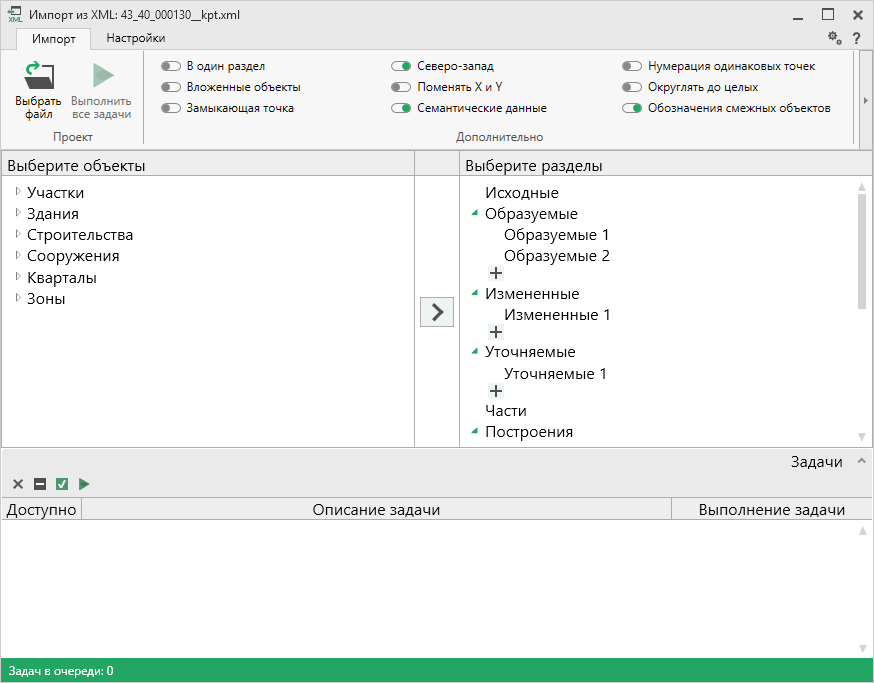 XML Импорт из XML: 43_40_000130__kpt.xml
Импорт Настройки
?
В один раздел Северо-запад Нумерация одинаковых точек
Вложенные объекты Поменять X и Y Округлять до целых
Замыкающая точка Семантические данные Обозначения смежных объектов
Выбрать файл
Выполнить все задачи
Проект Дополнительно
Выберите объекты
Участки
Здания
Строительства
Сооружения
Кварталы
Зоны
Выберите разделы
Исходные
Образуемые
Образуемые 1
Образуемые 2
Измененные
Измененные 1
Уточняемые
Уточняемые 1
Части
Построения
Задачи
Доступно Описание задачи Выполнение задачи
Задач в очереди: 0